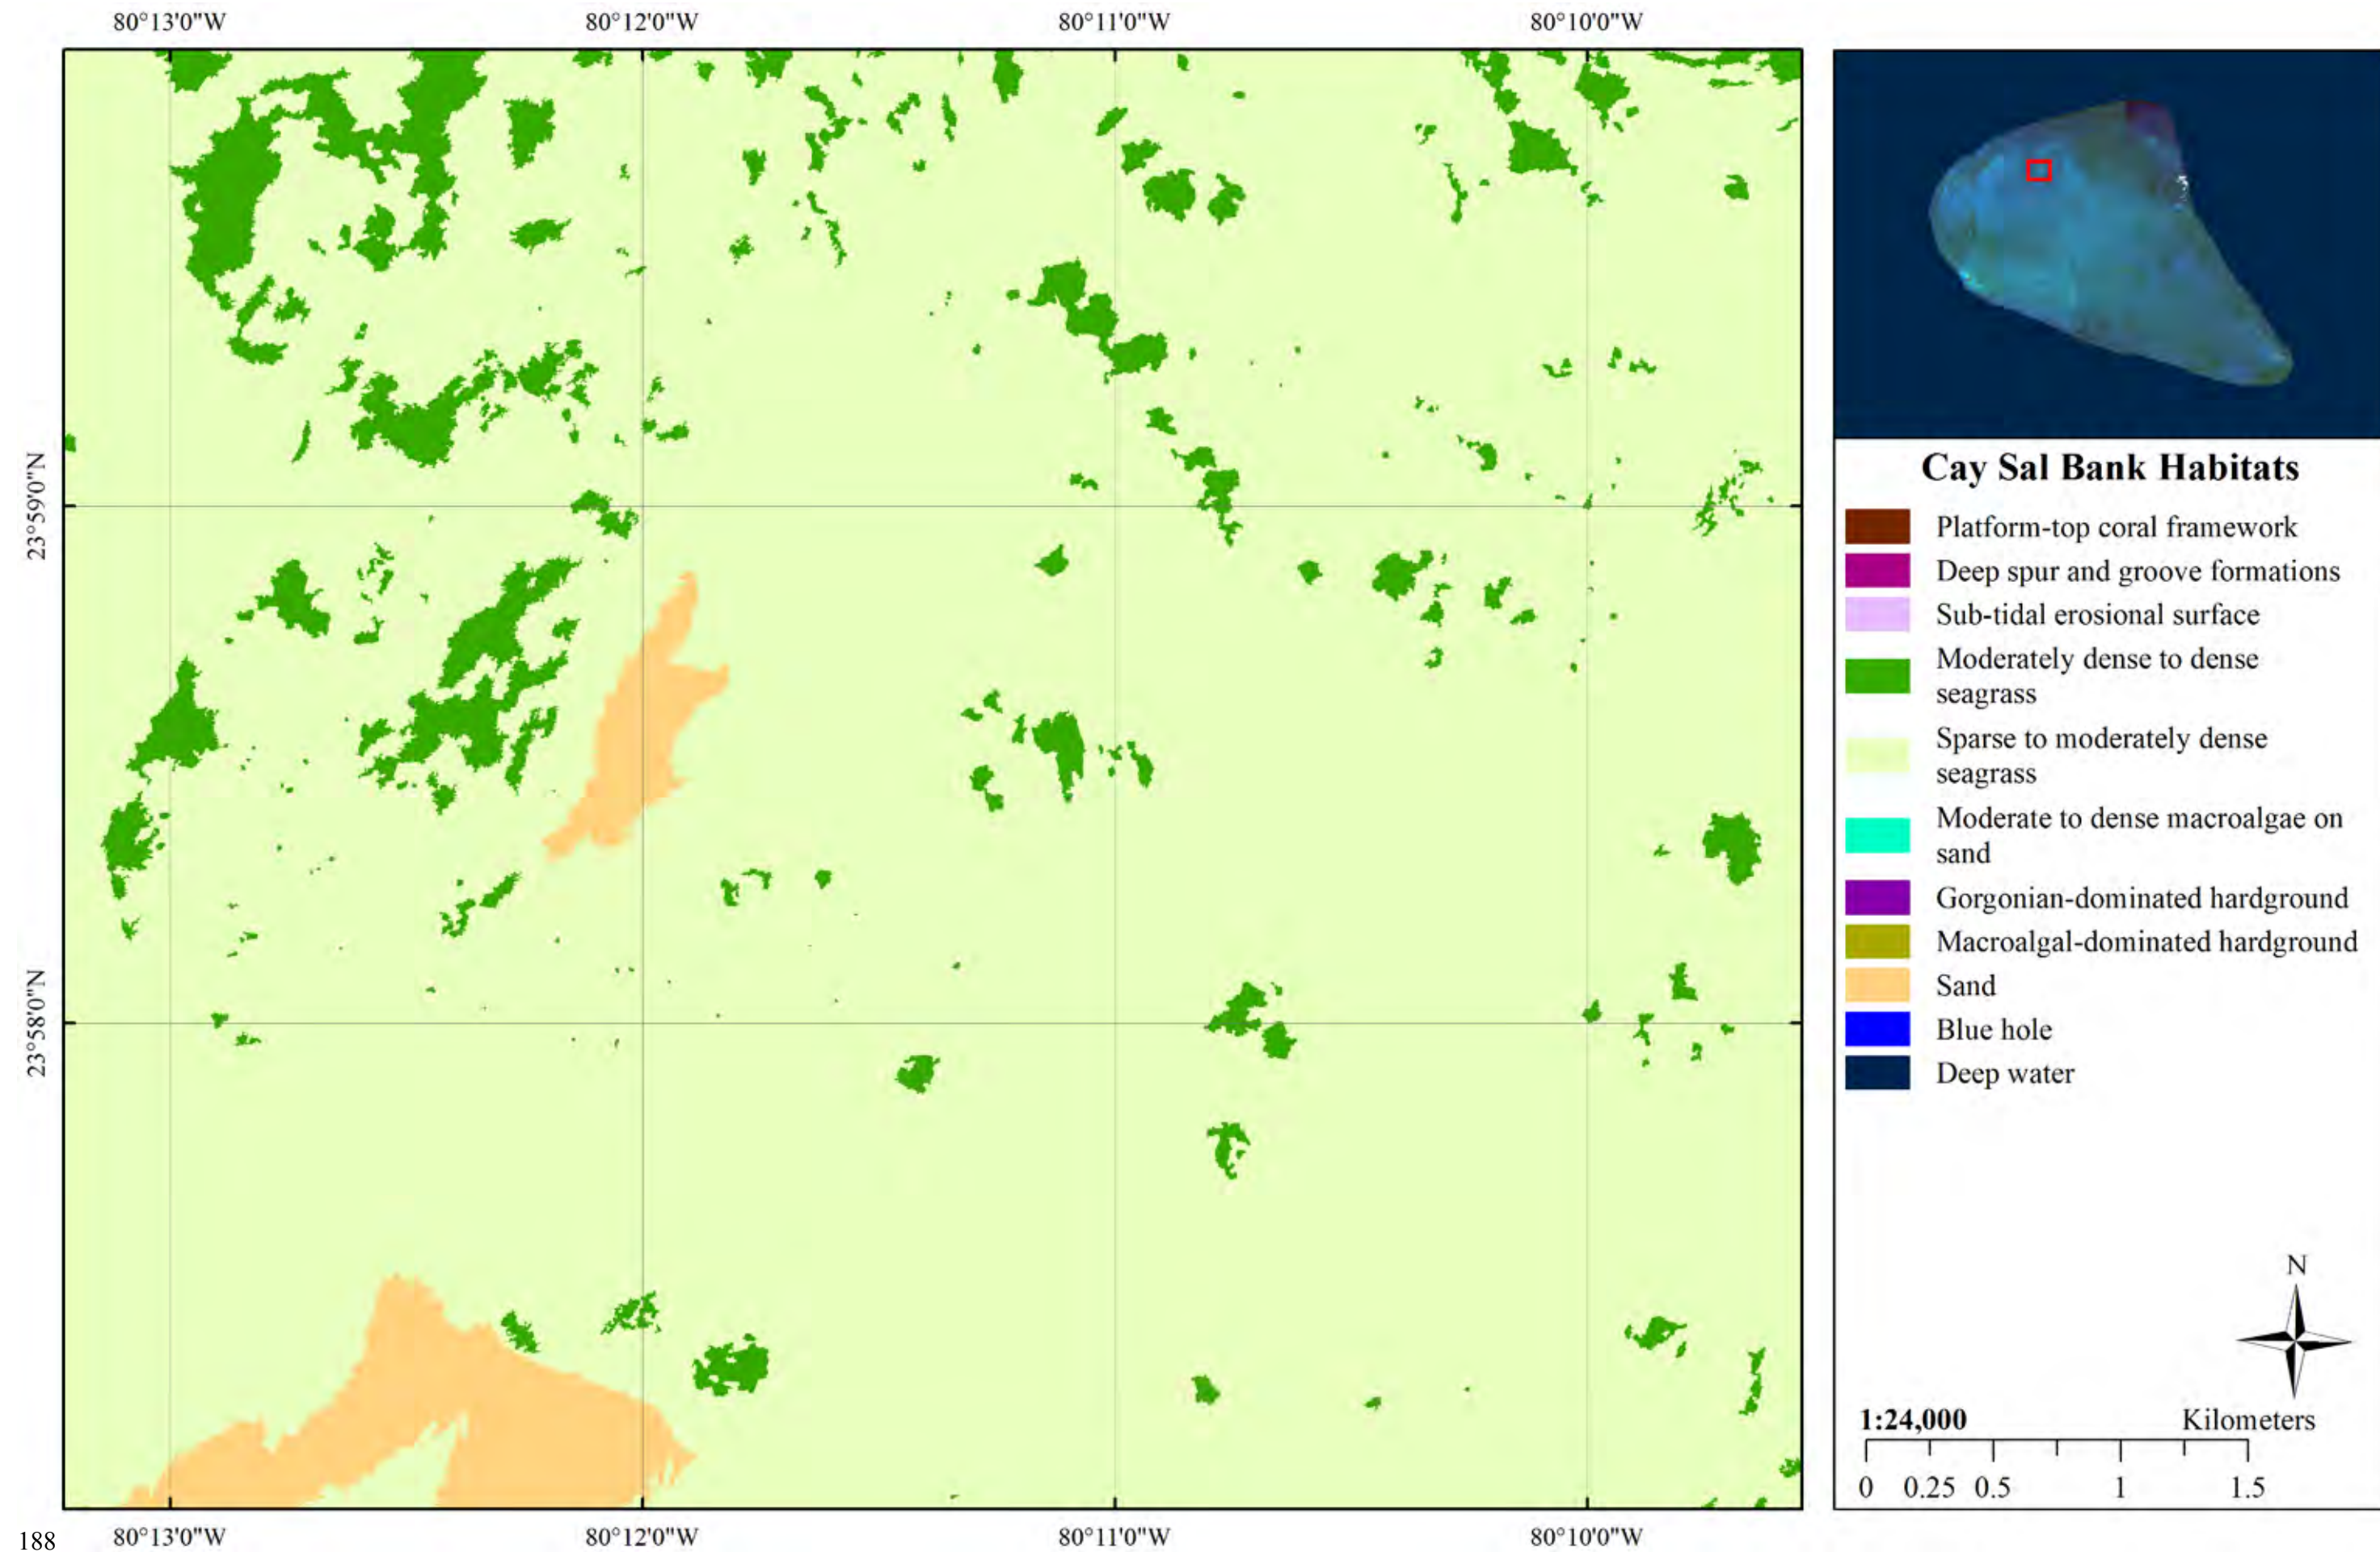 80°13'0"W 80°12'0"W 80°11'0"W 80°10'0"W
23°59'0"N
23°58'0"N
80°13'0"W 80°12'0"W 80°11'0"W 80°10'0"W
188
Cay Sal Bank Habitats
Platform-top coral framework
Deep spur and groove formations
Sub-tidal erosional surface
Moderately dense to dense
seagrass
Sparse to moderately dense
seagrass
Moderate to dense macroalgae on
sand
Gorgonian-dominated hardground
Macroalgal-dominated hardground
Sand
Blue hole
Deep water
N
1:24,000 Kilometers
0 0.25 0.5 1 1.5